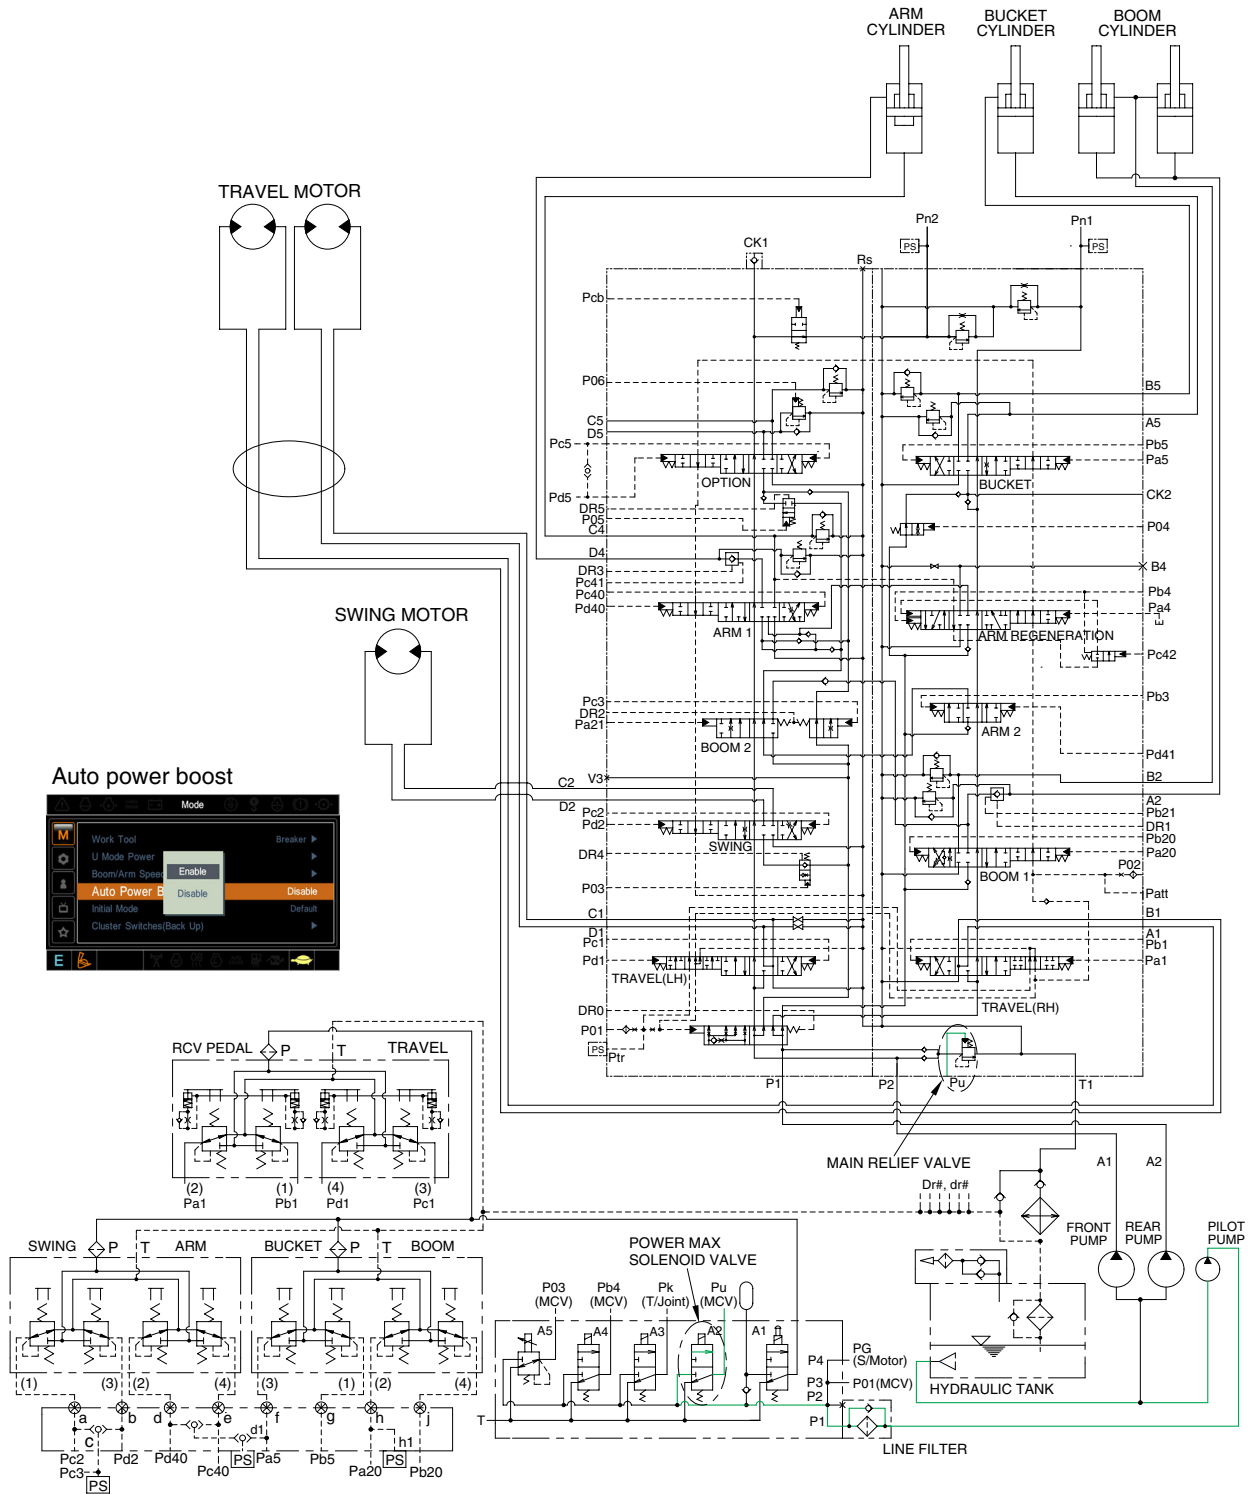 ARM
CYLINDER
BUCKET
CYLINDER
BOOM
CYLINDER
TRAVEL MOTOR
Pn2
Pn1
PS
PS
CK1
Rs
Pcb
P06
C5
D5
Pc5
Pd5
OPTION
B5
A5
Pb5
Pa5
BUCKET
CK2
DR5
P05
C4
P04
D4
DR3
Pc41
Pc40
Pd40
ARM 1
B4
Pb4
Pa4
E
ARM REGENERATION
Pc42
SWING MOTOR
Pc3
DR2
Pa21
BOOM 2
Pb3
ARM 2
Pd41
V3
C2
D2
B2
A2
Pb21
DR1
Pc2
Pd2
SWING
Pb20
Pa20
BOOM 1
DR4
P03
P02
Patt
C1
D1
Pc1
Pd1
TRAVEL(LH)
B1
A1
Pb1
Pa1
TRAVEL(RH)
DR0
P01
PS
Ptr
P1
P2
Pu
T1
Auto power boost
Mode
M
Work Tool
Breaker
U Mode Power
Boom/Arm Speed
Enable
Auto Power B
Disable
Disable
Initial Mode
Default
Cluster Switches(Back Up)
E
RCV PEDAL
P
T
TRAVEL
(2)
Pa1
(1)
Pb1
(4)
Pd1
(3)
Pc1
MAIN RELIEF VALVE
Dr#, dr#
A1
A2
FRONT
PUMP
REAR
PUMP
PILOT
PUMP
HYDRAULIC TANK
SWING
P
T
ARM
BUCKET
P
T
BOOM
(1)
(3)
(2)
(4)
(3)
(1)
(2)
(4)
a
b
d
e
f
g
h
j
c
d1
h1
Pc2
Pd2
Pd40
Pc40
PS
Pa5
Pb5
Pa20
PS
Pb20
Pc3
PS
POWER MAX
SOLENOID VALVE
P03
(MCV)
Pb4
(MCV)
Pk
(T/Joint)
Pu
(MCV)
A5
A4
A3
A2
A1
T
P4
PG
(S/Motor)
P3
P01(MCV)
P2
P1
LINE FILTER